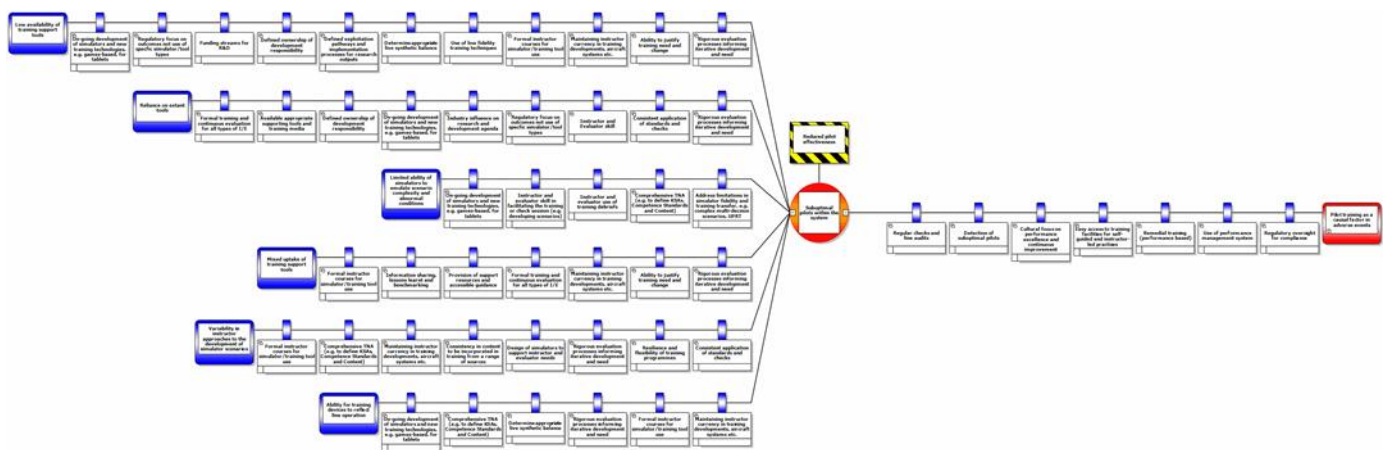 Low availability of
training support
tools
On-going development
of simulators and new
training technologies,
e.g. games-based, for
tablets
Regulatory focus on
outcomes not use of
specific simulator/tool
types
Funding streams for
R&D
Defined ownership of
development
responsibility
Defined exploitation
pathways and
implementation
processes for research
outputs
Determine appropriate
live synthetic balance
Use of low fidelity
training techniques
Formal instructor
courses for
simulator/training tool
use
Maintaining instructor
currency in training
developments, aircraft
systems etc.
Ability to justify
training need and
change
Rigorous evaluation
processes informing
iterative development
and need
Reliance on extant
tools
Formal training and
continuous evaluation
for all types of I/E
Available appropriate
supporting tools and
training media
Defined ownership of
development
responsibility
On-going development
of simulators and new
training technologies,
e.g. games-based, for
tablets
Industry influence on
research and
development agenda
Regulatory focus on
outcomes not use of
specific simulator/tool
types
Instructor and
Evaluator skill
Consistent application
of standards and
checks
Rigorous evaluation
processes informing
iterative development
and need
Reduced pilot
effectiveness
Limited ability of
simulators to
emulate scenario
complexity and
abnormal
conditions
On-going development
of simulators and new
training technologies,
e.g. games-based, for
tablets
Instructor and
evaluator skill in
facilitating the training
or check session (e.g.
developing scenarios)
Instructor and
evaluator use of
training debriefs
Comprehensive TNA
(e.g. to define KSAs,
Competence Standards
and Content)
Address limitations in
simulator fidelity and
training transfer, e.g.
complex multi-decision
scenarios, UPRT
Suboptimal
pilots within the
system
Regular checks and
line audits
Detection of
suboptimal pilots
Cultural focus on
performance
excellence and
continuous
improvement
Easy access to training
facilities for self-
guided and instructor-
led practises
Remedial training
(performance based)
Use of performance
management system
Regulatory oversight
for compliance
Pilot training as a
causal factor in
adverse events
Mixed uptake of
training support
tools
Formal instructor
courses for
simulator/training tool
use
Information sharing,
lessons learnt and
benchmarking
Provision of support
resources and
accessible guidance
Formal training and
continuous evaluation
for all types of I/E
Maintaining instructor
currency in training
developments, aircraft
systems etc.
Ability to justify
training need and
change
Rigorous evaluation
processes informing
iterative development
and need
Variability in
instructor
approaches to the
development of
simulator scenarios
Formal instructor
courses for
simulator/training tool
use
Comprehensive TNA
(e.g. to define KSAs,
Competence Standards
and Content)
Maintaining instructor
currency in training
developments, aircraft
systems etc.
Consistency in content
to be incorporated in
training from a range
of sources
Design of simulators to
support instructor and
evaluator needs
Rigorous evaluation
processes informing
iterative development
and need
Resilience and
flexibility of training
programmes
Consistent application
of standards and
checks
Ability for training
devices to reflect
line operation
On-going development
of simulators and new
training technologies,
e.g. games-based, for
tablets
Comprehensive TNA
(e.g. to define KSAs,
Competence Standards
and Content)
Determine appropriate
live synthetic balance
Rigorous evaluation
processes informing
iterative development
and need
Formal instructor
courses for
simulator/training tool
use
Maintaining instructor
currency in training
developments, aircraft
systems etc.